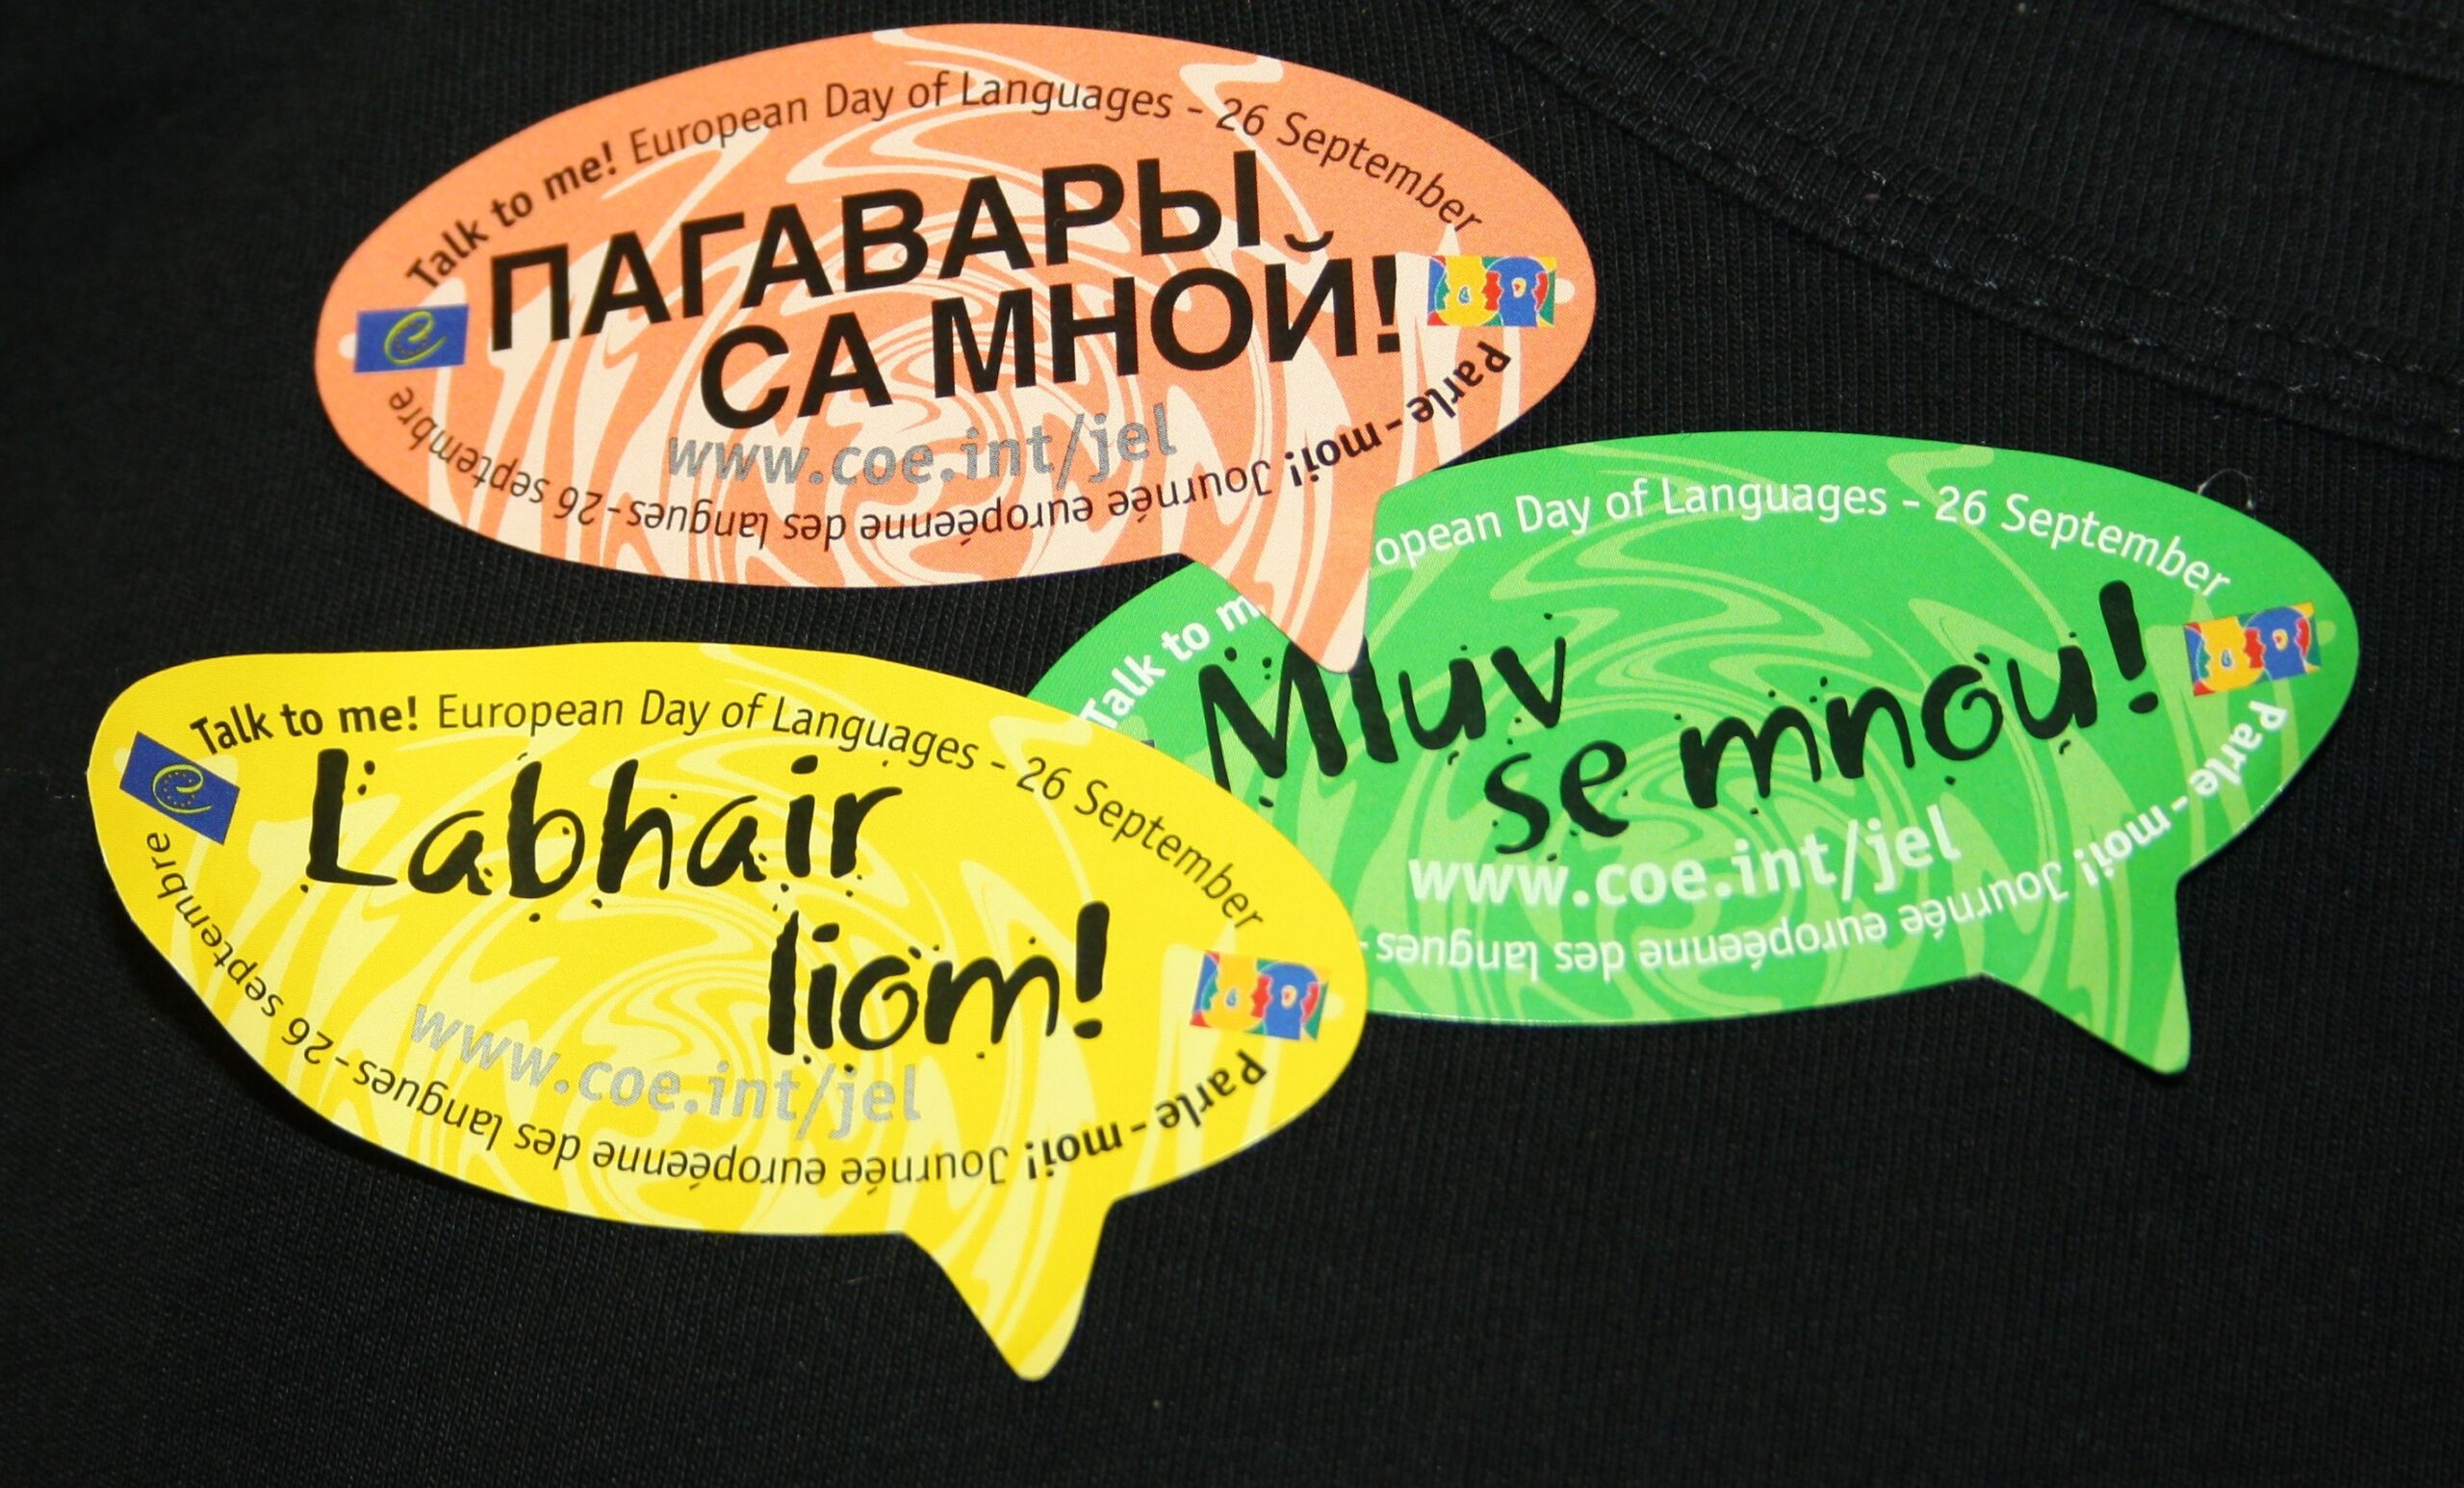 Talk to me! European Day of Languages - 26 September
ПАГАВАРЫ
СА МНОЙ!
www.coe.int/jel
Parle-moi! Journée européenne des langues-26 septembre
Talk to
opean Day of Languages - 26 September
Mluv
se mnou!
www.coe.int/jel
Parle-moi! Journée européenne des langues-
Talk to me! European Day of Languages - 26 September
Labhair
liom!
www.coe.int/jel
Parle-moi! Journée européenne des langues-26 septembre